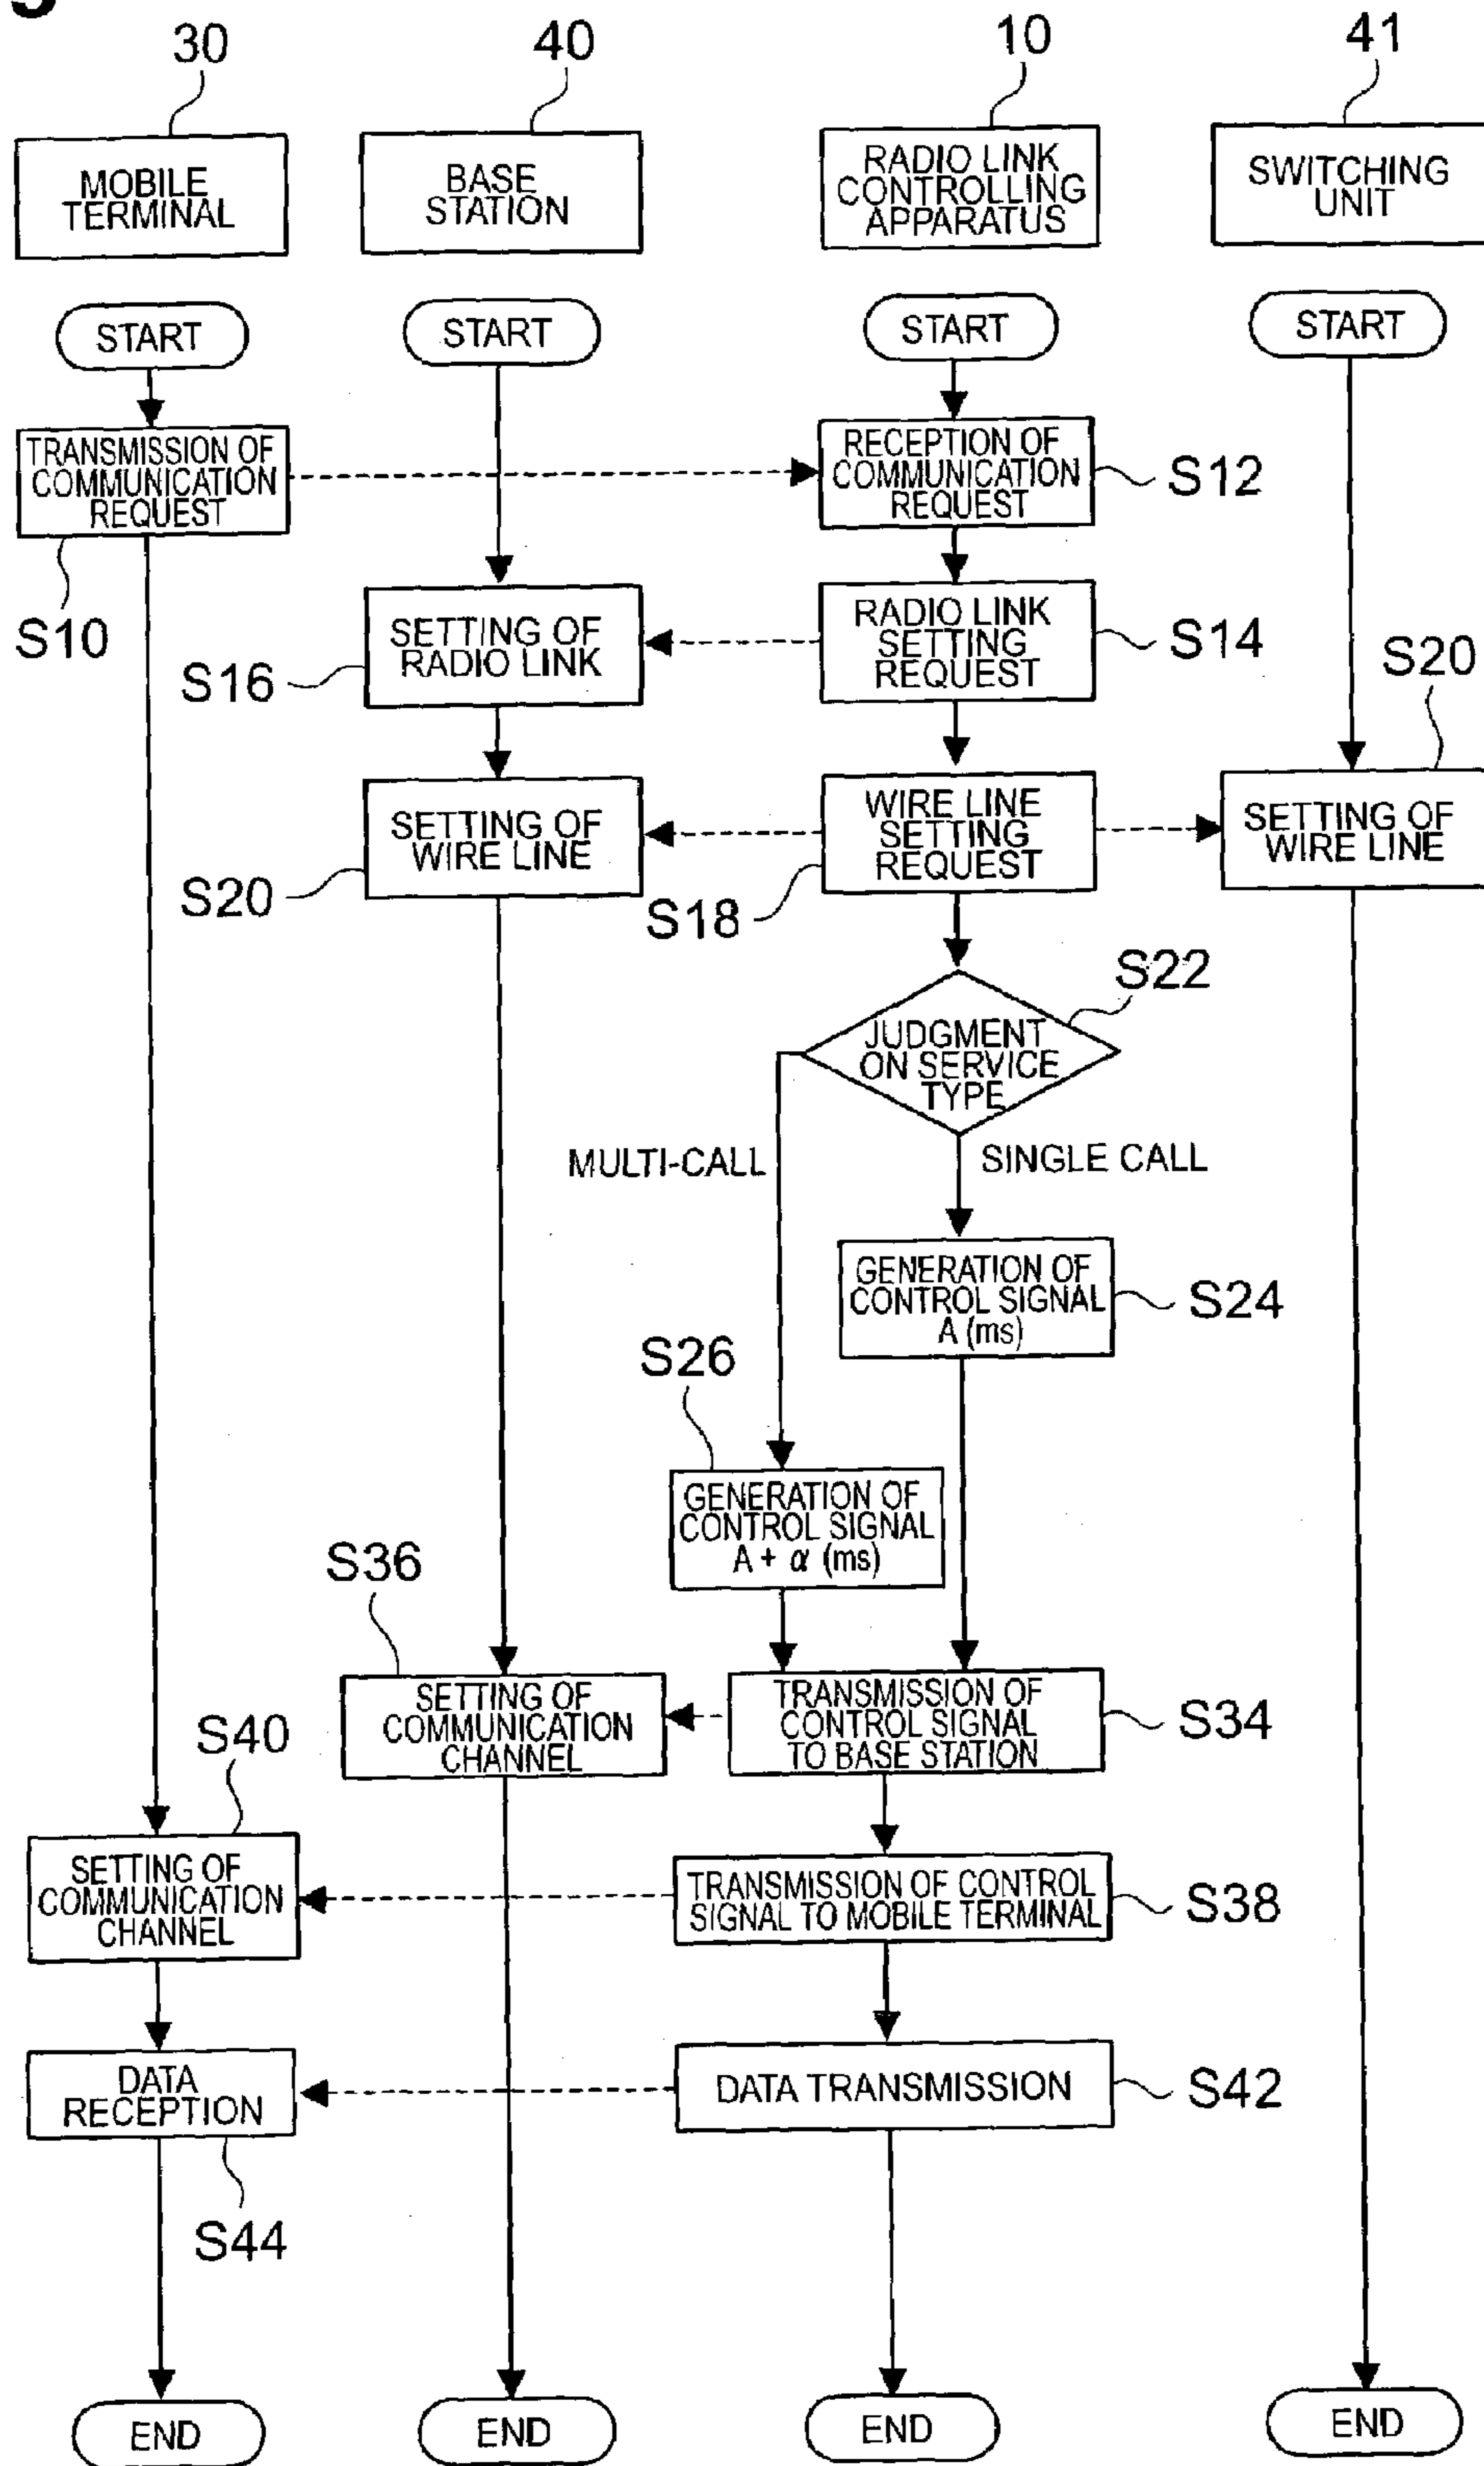 30
40
10
41
MOBILE
TERMINAL
BASE
STATION
RADIO LINK
CONTROLLING
APPARATUS
SWITCHING
UNIT
START
START
START
START
TRANSMISSION OF
COMMUNICATION
REQUEST
S10
RECEPTION OF
COMMUNICATION
REQUEST
S12
SETTING OF
RADIO LINK
S16
RADIO LINK
SETTING
REQUEST
S14
S20
SETTING OF
WIRE LINE
S20
WIRE LINE
SETTING
REQUEST
S18
SETTING OF
WIRE LINE
S22
JUDGMENT
ON SERVICE
TYPE
MULTI-CALL
SINGLE CALL
GENERATION OF
CONTROL SIGNAL
A (ms)
S24
S26
GENERATION OF
CONTROL SIGNAL
A + α (ms)
S36
SETTING OF
COMMUNICATION
CHANNEL
TRANSMISSION OF
CONTROL SIGNAL
TO BASE STATION
S34
S40
SETTING OF
COMMUNICATION
CHANNEL
TRANSMISSION OF CONTROL
SIGNAL TO MOBILE TERMINAL
S38
DATA
RECEPTION
S44
DATA TRANSMISSION
S42
END
END
END
END